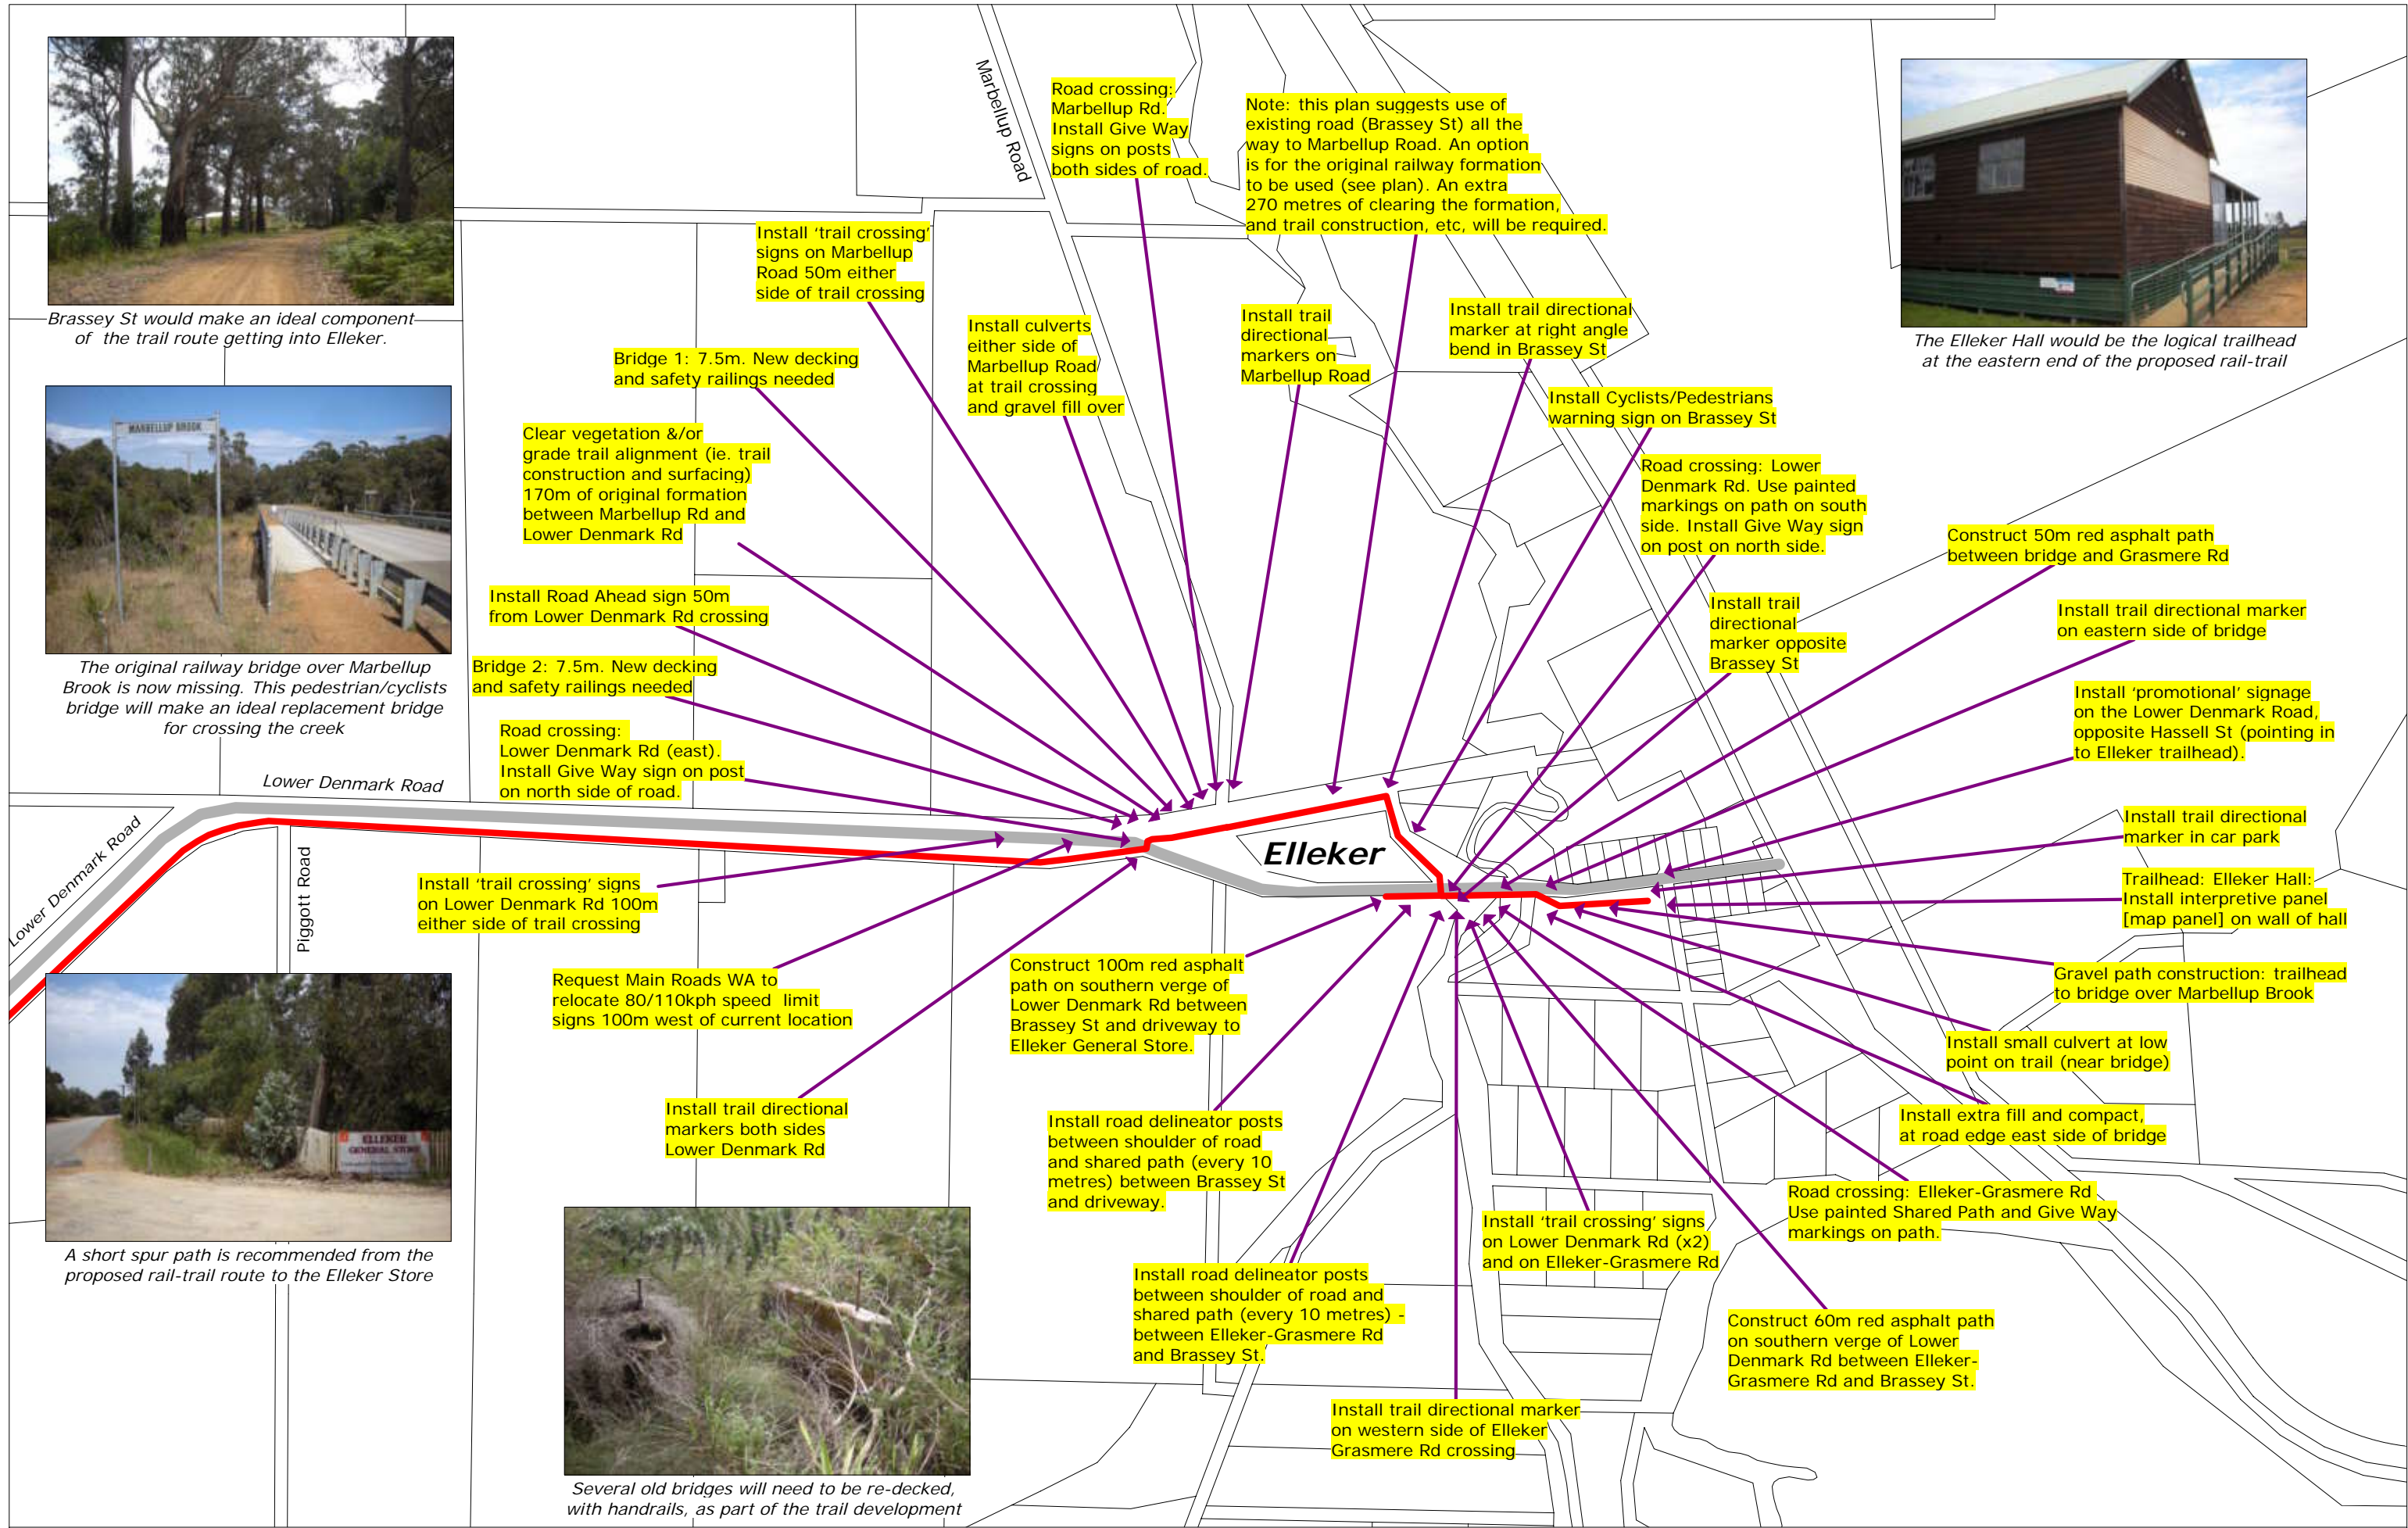 Brassey St would make an ideal component
of the trail route getting into Elleker.
MARBELLUP BROOK
The original railway bridge over Marbellup
Brook is now missing. This pedestrian/cyclists
bridge will make an ideal replacement bridge
for crossing the creek
Lower Denmark Road
Lower Denmark Road
Piggott Road
Marbellup Road
Elleker
ELLEKER
GENERAL STORE
A short spur path is recommended from the
proposed rail-trail route to the Elleker Store
Several old bridges will need to be re-decked,
with handrails, as part of the trail development
The Elleker Hall would be the logical trailhead
at the eastern end of the proposed rail-trail
Road crossing:
Marbellup Rd.
Install Give Way
signs on posts
both sides of road.
Note: this plan suggests use of
existing road (Brassey St) all the
way to Marbellup Road. An option
is for the original railway formation
to be used (see plan). An extra
270 metres of clearing the formation,
and trail construction, etc, will be required.
Install ‘trail crossing’
signs on Marbellup
Road 50m either
side of trail crossing
Install culverts
either side of
Marbellup Road
at trail crossing
and gravel fill over
Install trail
directional
markers on
Marbellup Road
Install trail directional
marker at right angle
bend in Brassey St
Bridge 1: 7.5m. New decking
and safety railings needed
Install Cyclists/Pedestrians
warning sign on Brassey St
Clear vegetation &/or
grade trail alignment (ie. trail
construction and surfacing)
170m of original formation
between Marbellup Rd and
Lower Denmark Rd
Road crossing: Lower
Denmark Rd. Use painted
markings on path on south
side. Install Give Way sign
on post on north side.
Construct 50m red asphalt path
between bridge and Grasmere Rd
Install Road Ahead sign 50m
from Lower Denmark Rd crossing
Install trail
directional
marker opposite
Brassey St
Install trail directional marker
on eastern side of bridge
Bridge 2: 7.5m. New decking
and safety railings needed
Install ‘promotional’ signage
on the Lower Denmark Road,
opposite Hassell St (pointing in
to Elleker trailhead).
Road crossing:
Lower Denmark Rd (east).
Install Give Way sign on post
on north side of road.
Install trail directional
marker in car park
Install ‘trail crossing’ signs
on Lower Denmark Rd 100m
either side of trail crossing
Trailhead: Elleker Hall:
Install interpretive panel
[map panel] on wall of hall
Request Main Roads WA to
relocate 80/110kph speed limit
signs 100m west of current location
Construct 100m red asphalt
path on southern verge of
Lower Denmark Rd between
Brassey St and driveway to
Elleker General Store.
Gravel path construction: trailhead
to bridge over Marbellup Brook
Install small culvert at low
point on trail (near bridge)
Install trail directional
markers both sides
Lower Denmark Rd
Install road delineator posts
between shoulder of road
and shared path (every 10
metres) between Brassey St
and driveway.
Install extra fill and compact,
at road edge east side of bridge
Road crossing: Elleker-Grasmere Rd
Use painted Shared Path and Give Way
markings on path.
Install ‘trail crossing’ signs
on Lower Denmark Rd (x2)
and on Elleker-Grasmere Rd
Install road delineator posts
between shoulder of road and
shared path (every 10 metres) -
between Elleker-Grasmere Rd
and Brassey St.
Construct 60m red asphalt path
on southern verge of Lower
Denmark Rd between Elleker-
Grasmere Rd and Brassey St.
Install trail directional marker
on western side of Elleker
Grasmere Rd crossing